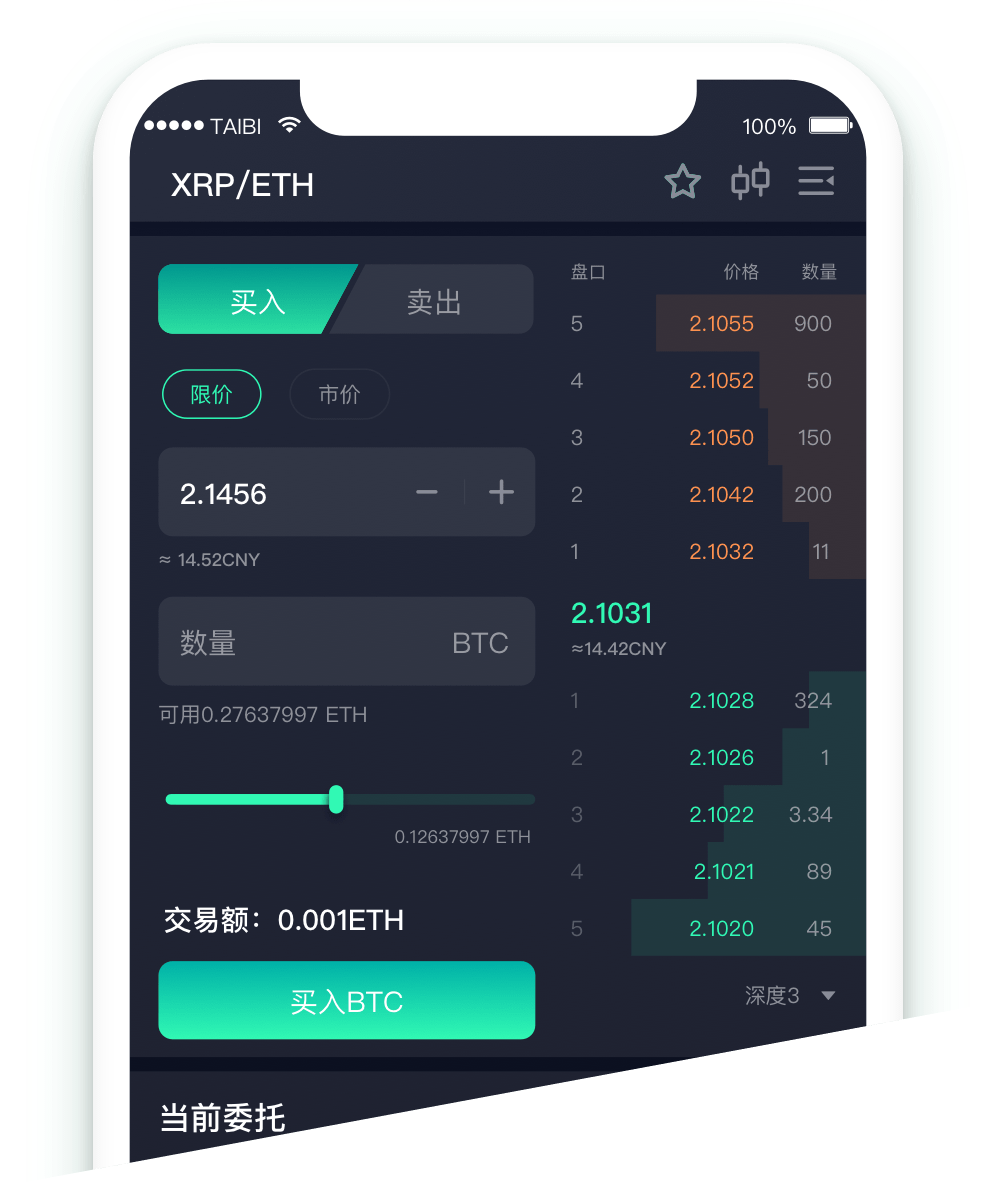 TAIBI
100%
XRP/ETH
买入
卖出
限价
市价
2.1456
≈ 14.52CNY
数量
BTC
可用0.27637997 ETH
0.12637997 ETH
交易额：0.001ETH
买入BTC
盘口 价格 数量
5 2.1055 900
4 2.1052 50
3 2.1050 150
2 2.1042 200
1 2.1032 11
2.1031
≈14.42CNY
1 2.1028 324
2 2.1026 1
3 2.1022 3.34
4 2.1021 89
5 2.1020 45
深度3
当前委托